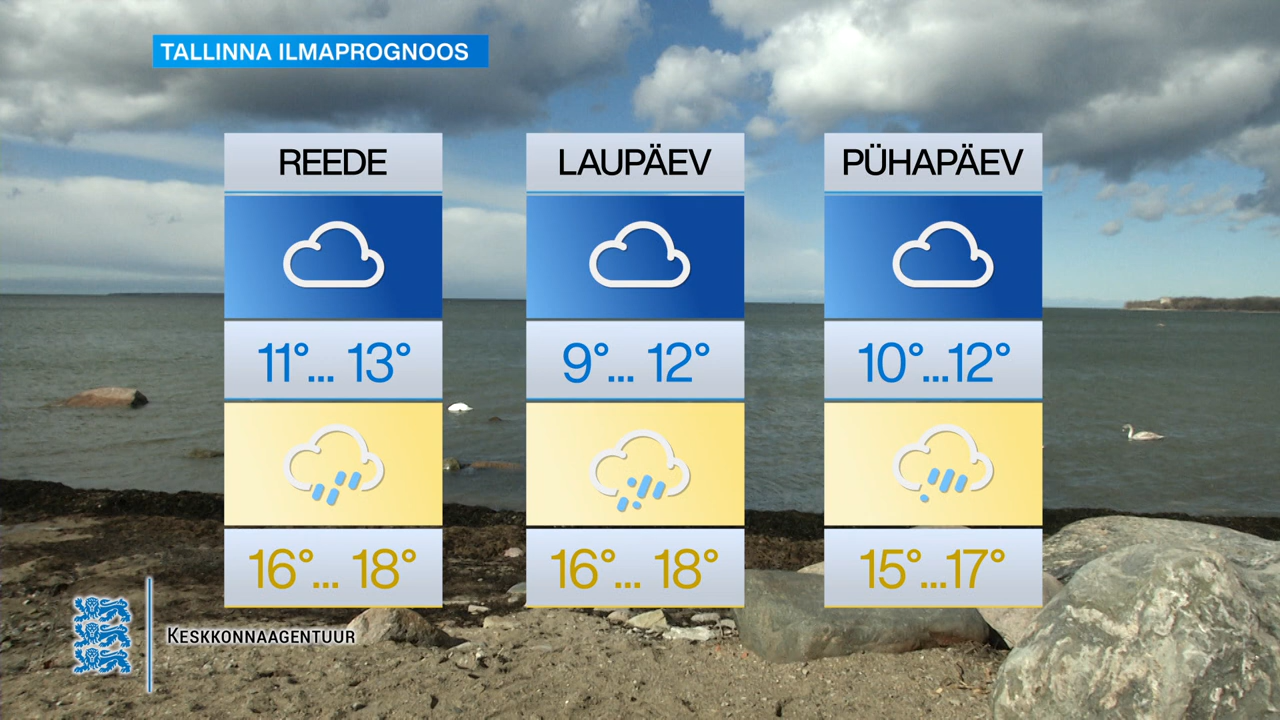 TALLINNA ILMAPROGNOOS
REEDE
11°... 13°
16°... 18°
LAUPÄEV
9°... 12°
16°... 18°
PÜHAPÄEV
10°...12°
15°...17°
KESKKONNAAGENTUUR